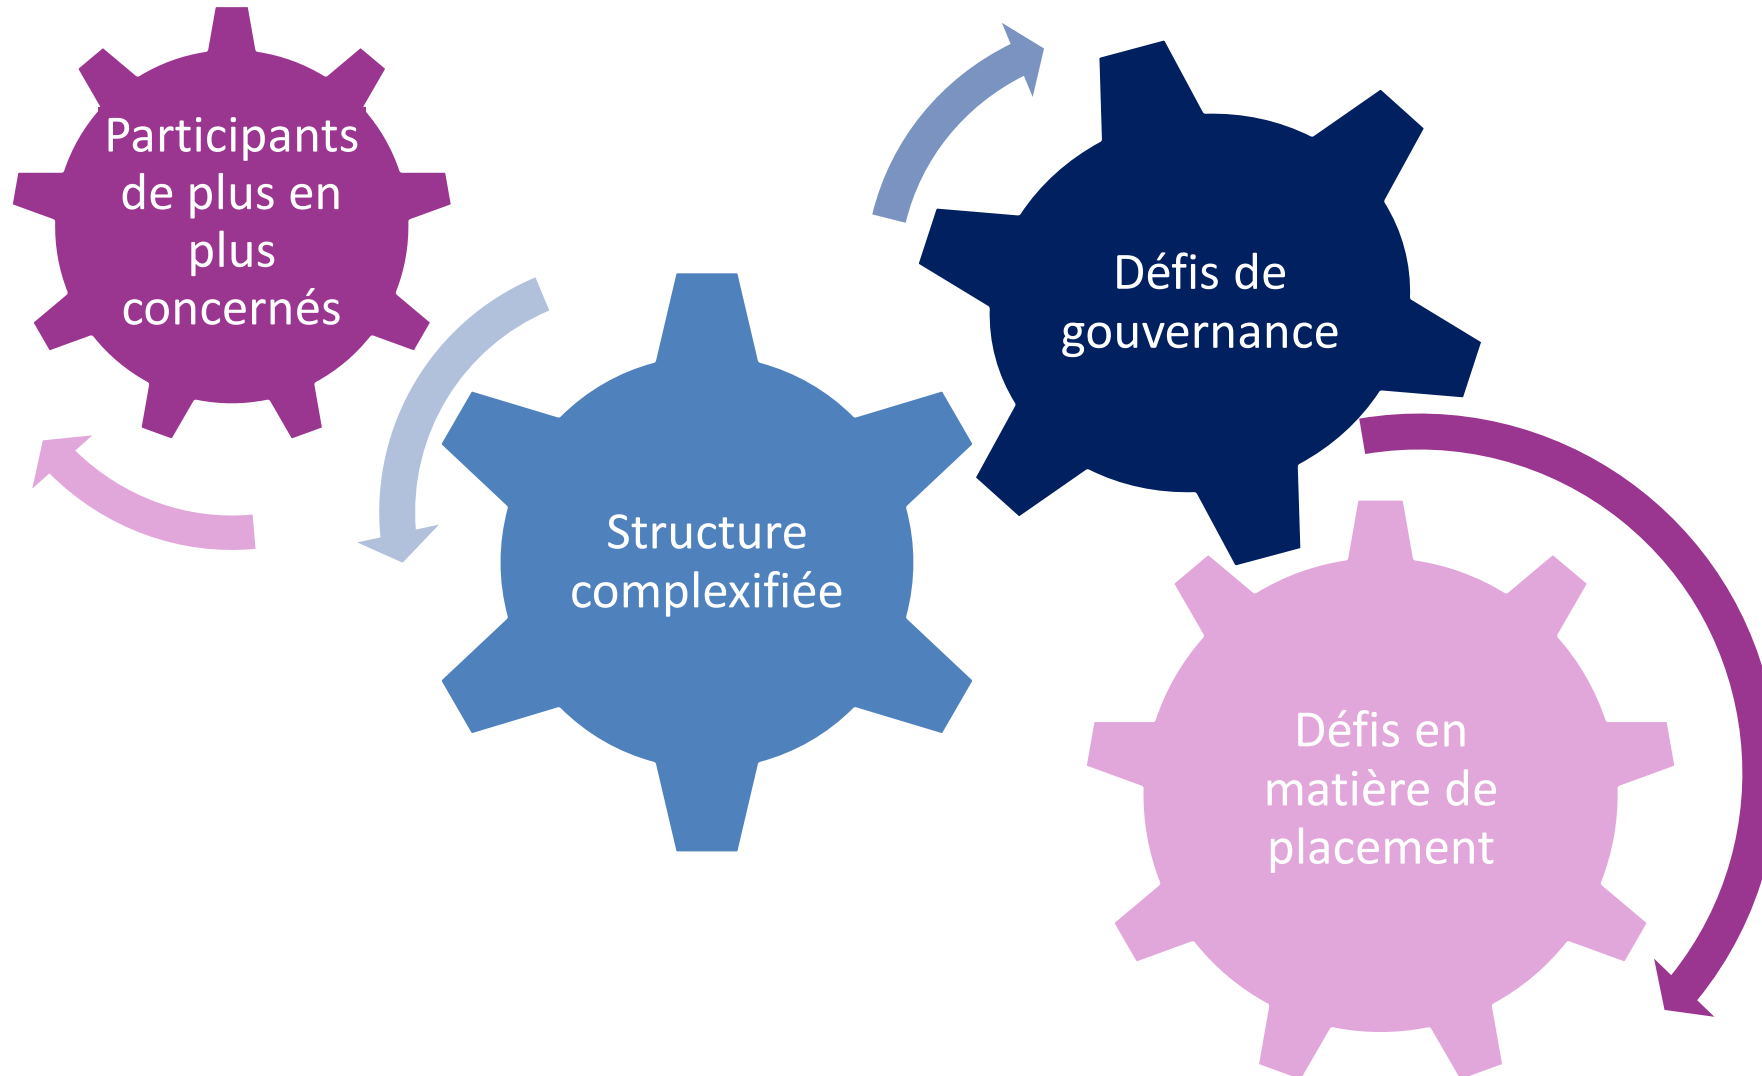 Participants
de plus en
plus
concernés
Structure
complexifiée
Défis de
gouvernance
Défis en
matière de
placement